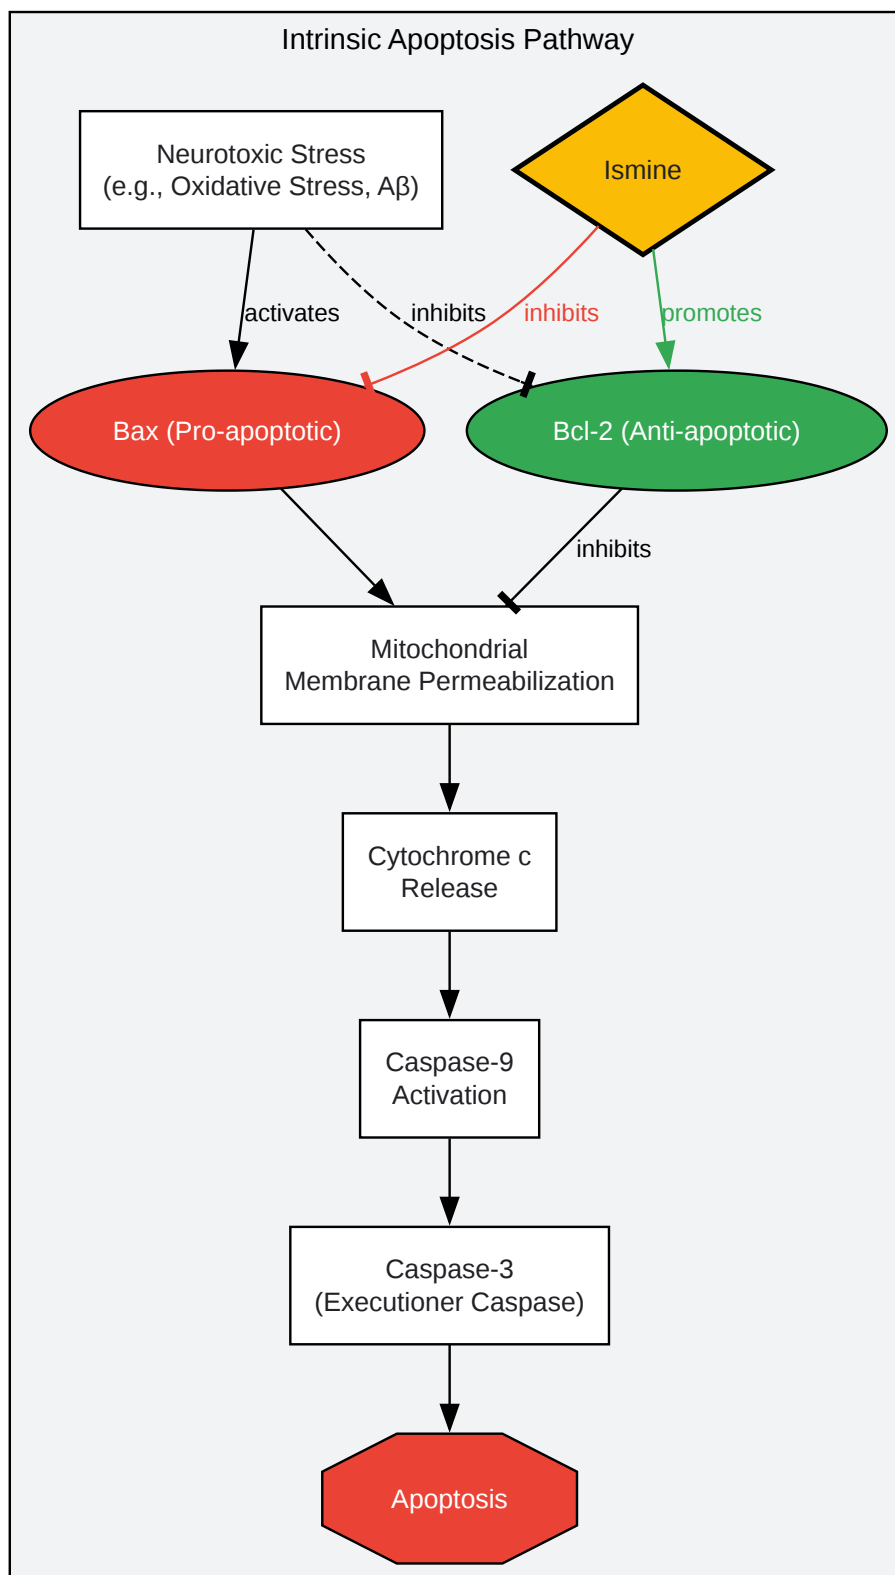 Intrinsic Apoptosis Pathway
Neurotoxic Stress
(e.g., Oxidative Stress, Aβ)
Ismine
activates
inhibits
inhibits
promotes
Bax (Pro-apoptotic)
Bcl-2 (Anti-apoptotic)
inhibits
Mitochondrial
Membrane Permeabilization
Cytochrome c
Release
Caspase-9
Activation
Caspase-3
(Executioner Caspase)
Apoptosis